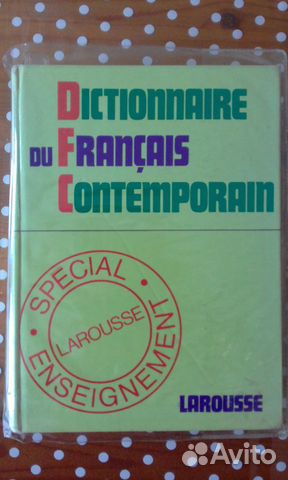 DICTIONNAIRE
DU FRANÇAIS
CONTEMPORAIN
SPECIAL •
LAROUSSE
ENSEIGNEMENT •
LAROUSSE
Avito